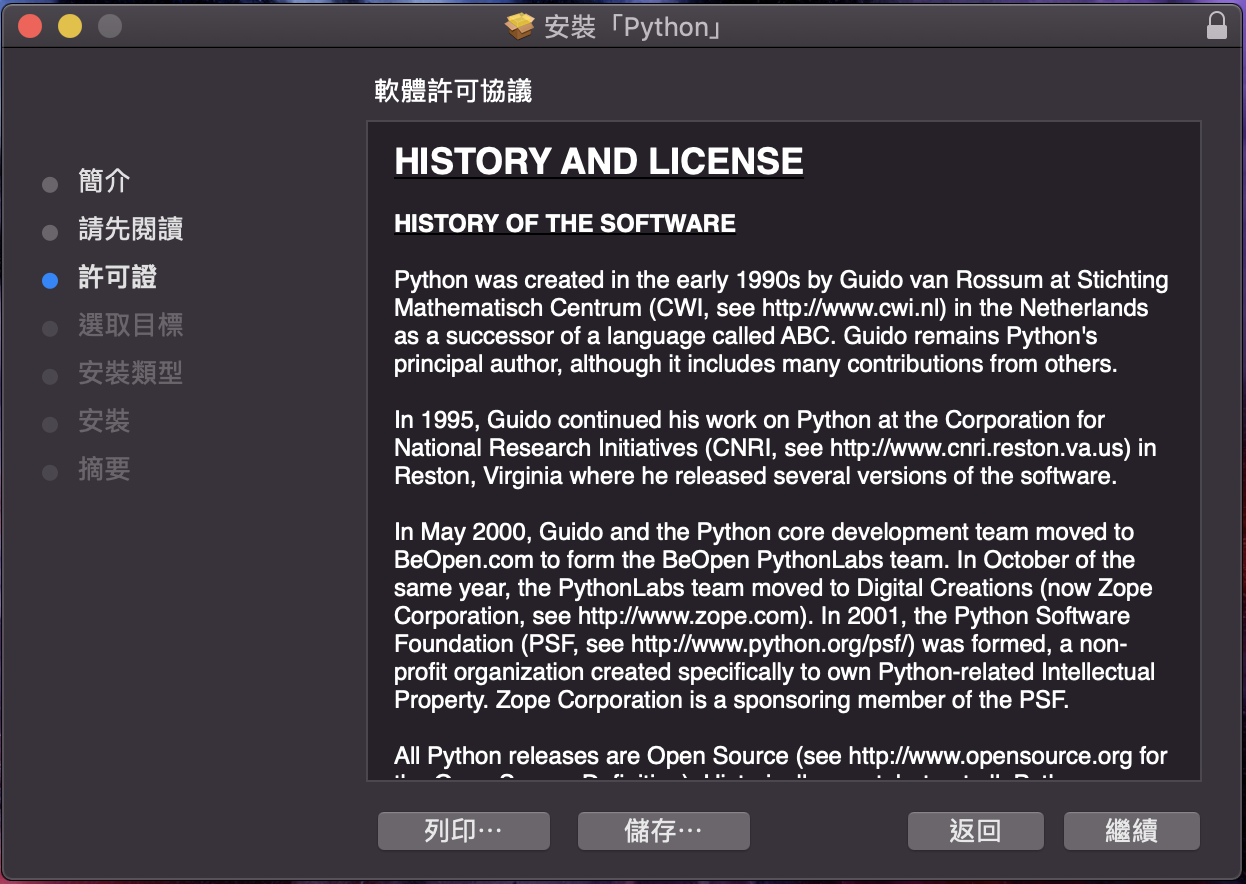 安裝「Python」
軟體許可協議
簡介
請先閱讀
許可證
選取目標
安裝類型
安裝
摘要
HISTORY AND LICENSE
HISTORY OF THE SOFTWARE
Python was created in the early 1990s by Guido van Rossum at Stichting
Mathematisch Centrum (CWI, see http://www.cwi.nl) in the Netherlands
as a successor of a language called ABC. Guido remains Python's
principal author, although it includes many contributions from others.
In 1995, Guido continued his work on Python at the Corporation for
National Research Initiatives (CNRI, see http://www.cnri.reston.va.us) in
Reston, Virginia where he released several versions of the software.
In May 2000, Guido and the Python core development team moved to
BeOpen.com to form the BeOpen PythonLabs team. In October of the
same year, the PythonLabs team moved to Digital Creations (now Zope
Corporation, see http://www.zope.com). In 2001, the Python Software
Foundation (PSF, see http://www.python.org/psf/) was formed, a non-
profit organization created specifically to own Python-related Intellectual
Property. Zope Corporation is a sponsoring member of the PSF.
All Python releases are Open Source (see http://www.opensource.org for
列印⋯
儲存⋯
返回
繼續